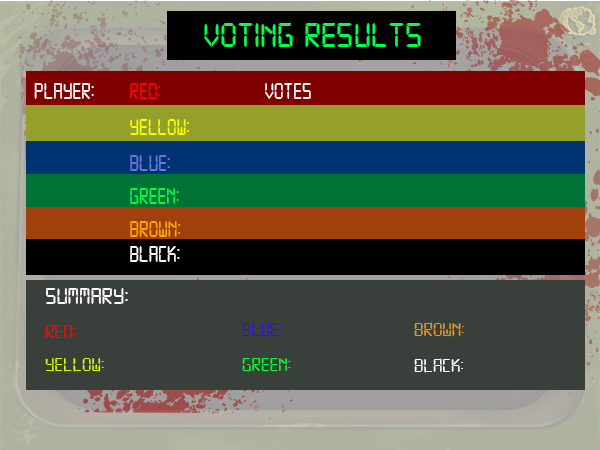 VOTING RESULTS
PLAYER: RED: VOTES
YELLOW:
BLUE:
GREEN:
BROWN:
BLACK:
SUMMARY:
RED: BLUE: BROWN:
YELLOW: GREEN: BLACK: